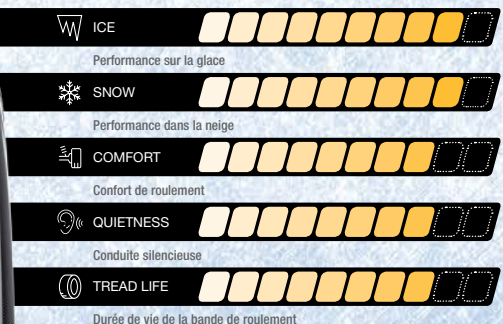 ICE
Performance sur la glace
SNOW
Performance dans la neige
COMFORT
Confort de roulement
QUIETNESS
Conduite silencieuse
TREAD LIFE
Durée de vie de la bande de roulement